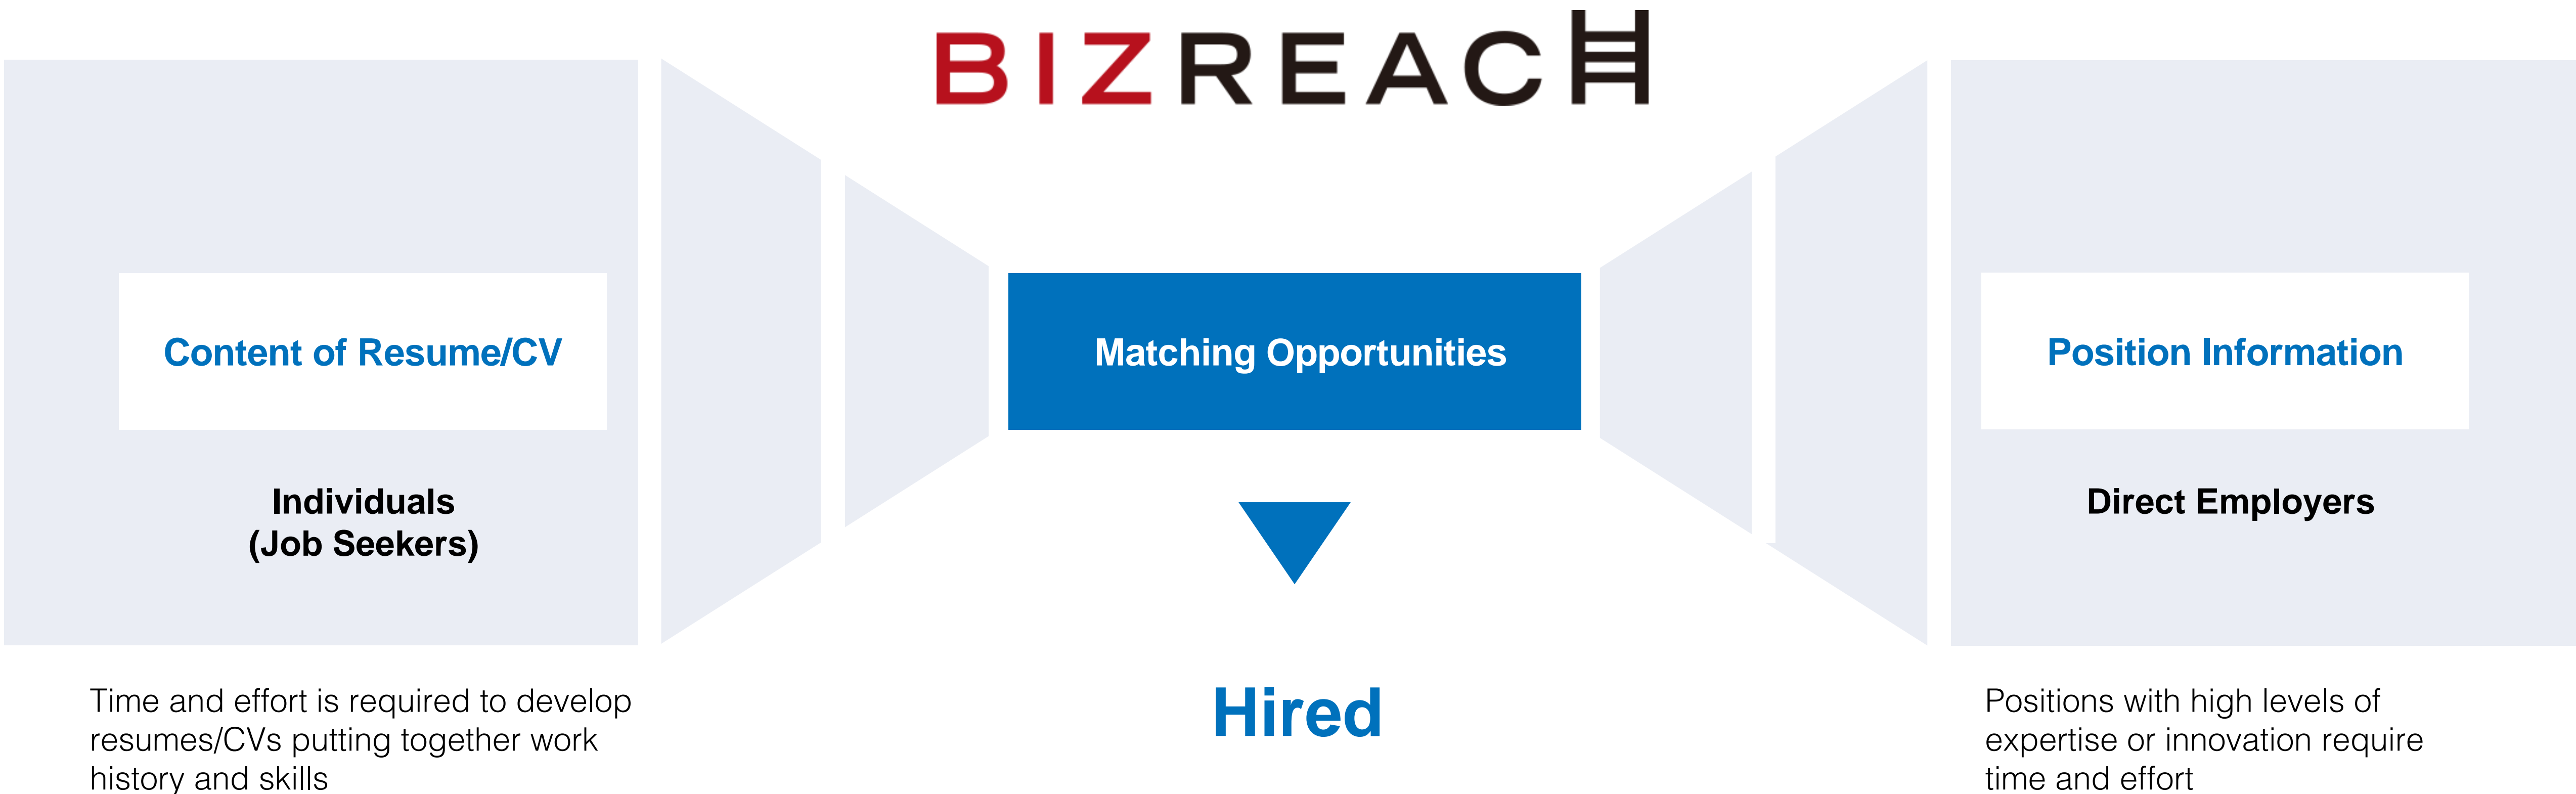 BIZREACH
Content of Resume/CV
Individuals
(Job Seekers)
Time and effort is required to develop
resumes/CVs putting together work
history and skills
Matching Opportunities
Hired
Position Information
Direct Employers
Positions with high levels of
expertise or innovation require
time and effort